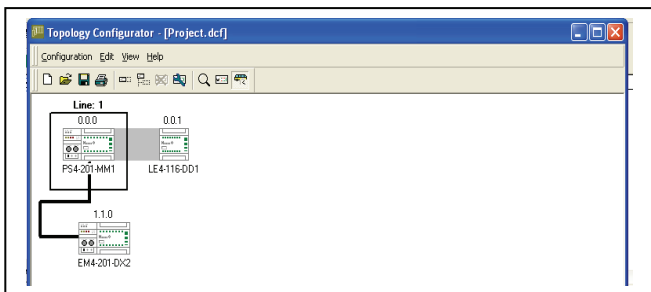 Topology Configurator - [Project.dcf]
Configuration Edit View Help
Line: 1
0.0.0 0.0.1
PS4-201-MM1 LE4-116-DD1
1.1.0
EM4-201-DX2